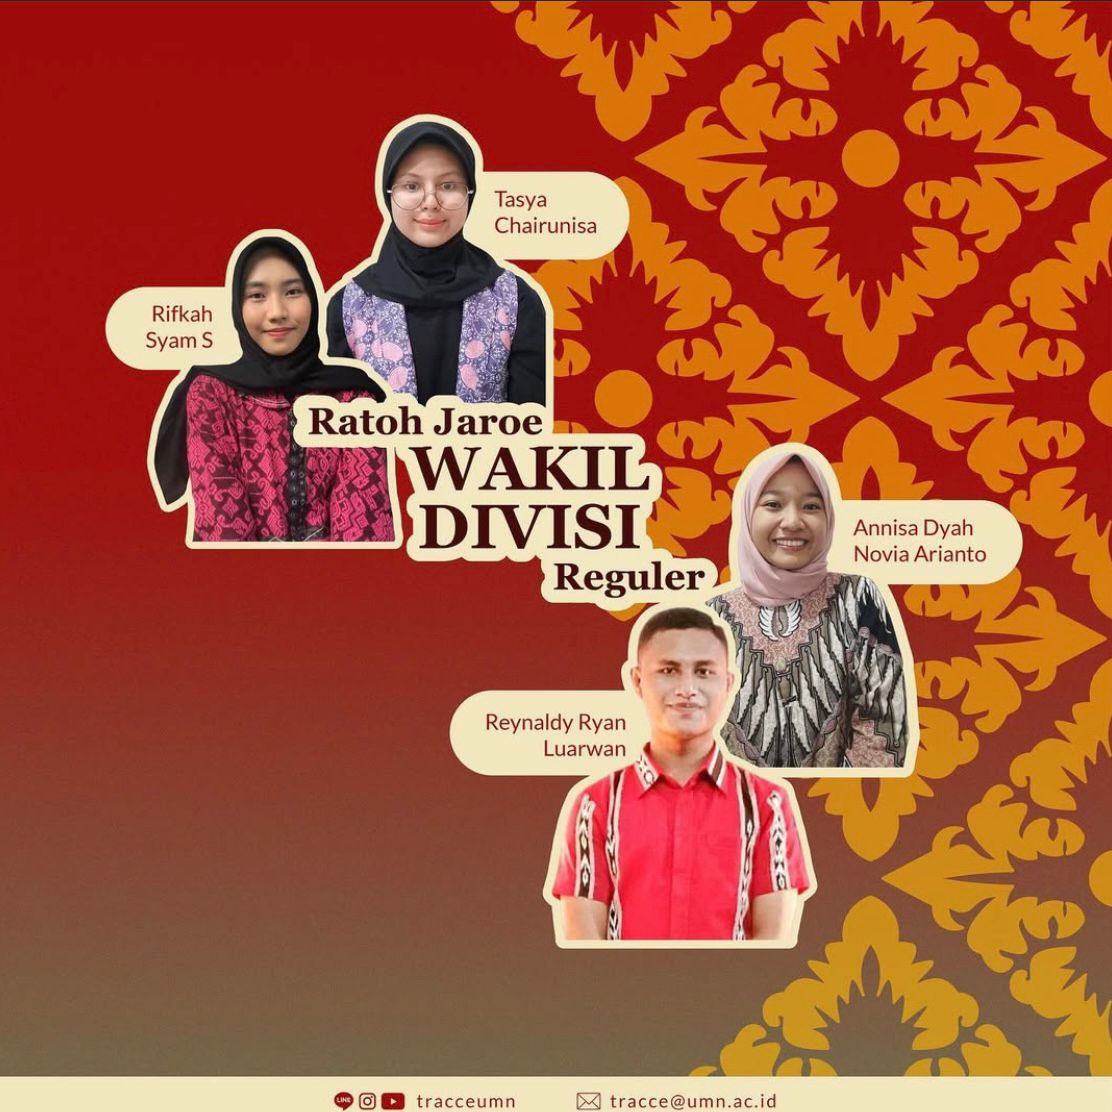 Tasya
Chairunisa
Rifkah
Syam S
Ratoh Jaroe
WAKIL
DIVISI
Reguler
Annisa Dyah
Novia Arianto
Reynaldy Ryan
Luarwan
LINE
tracceumn
tracce@umn.ac.id